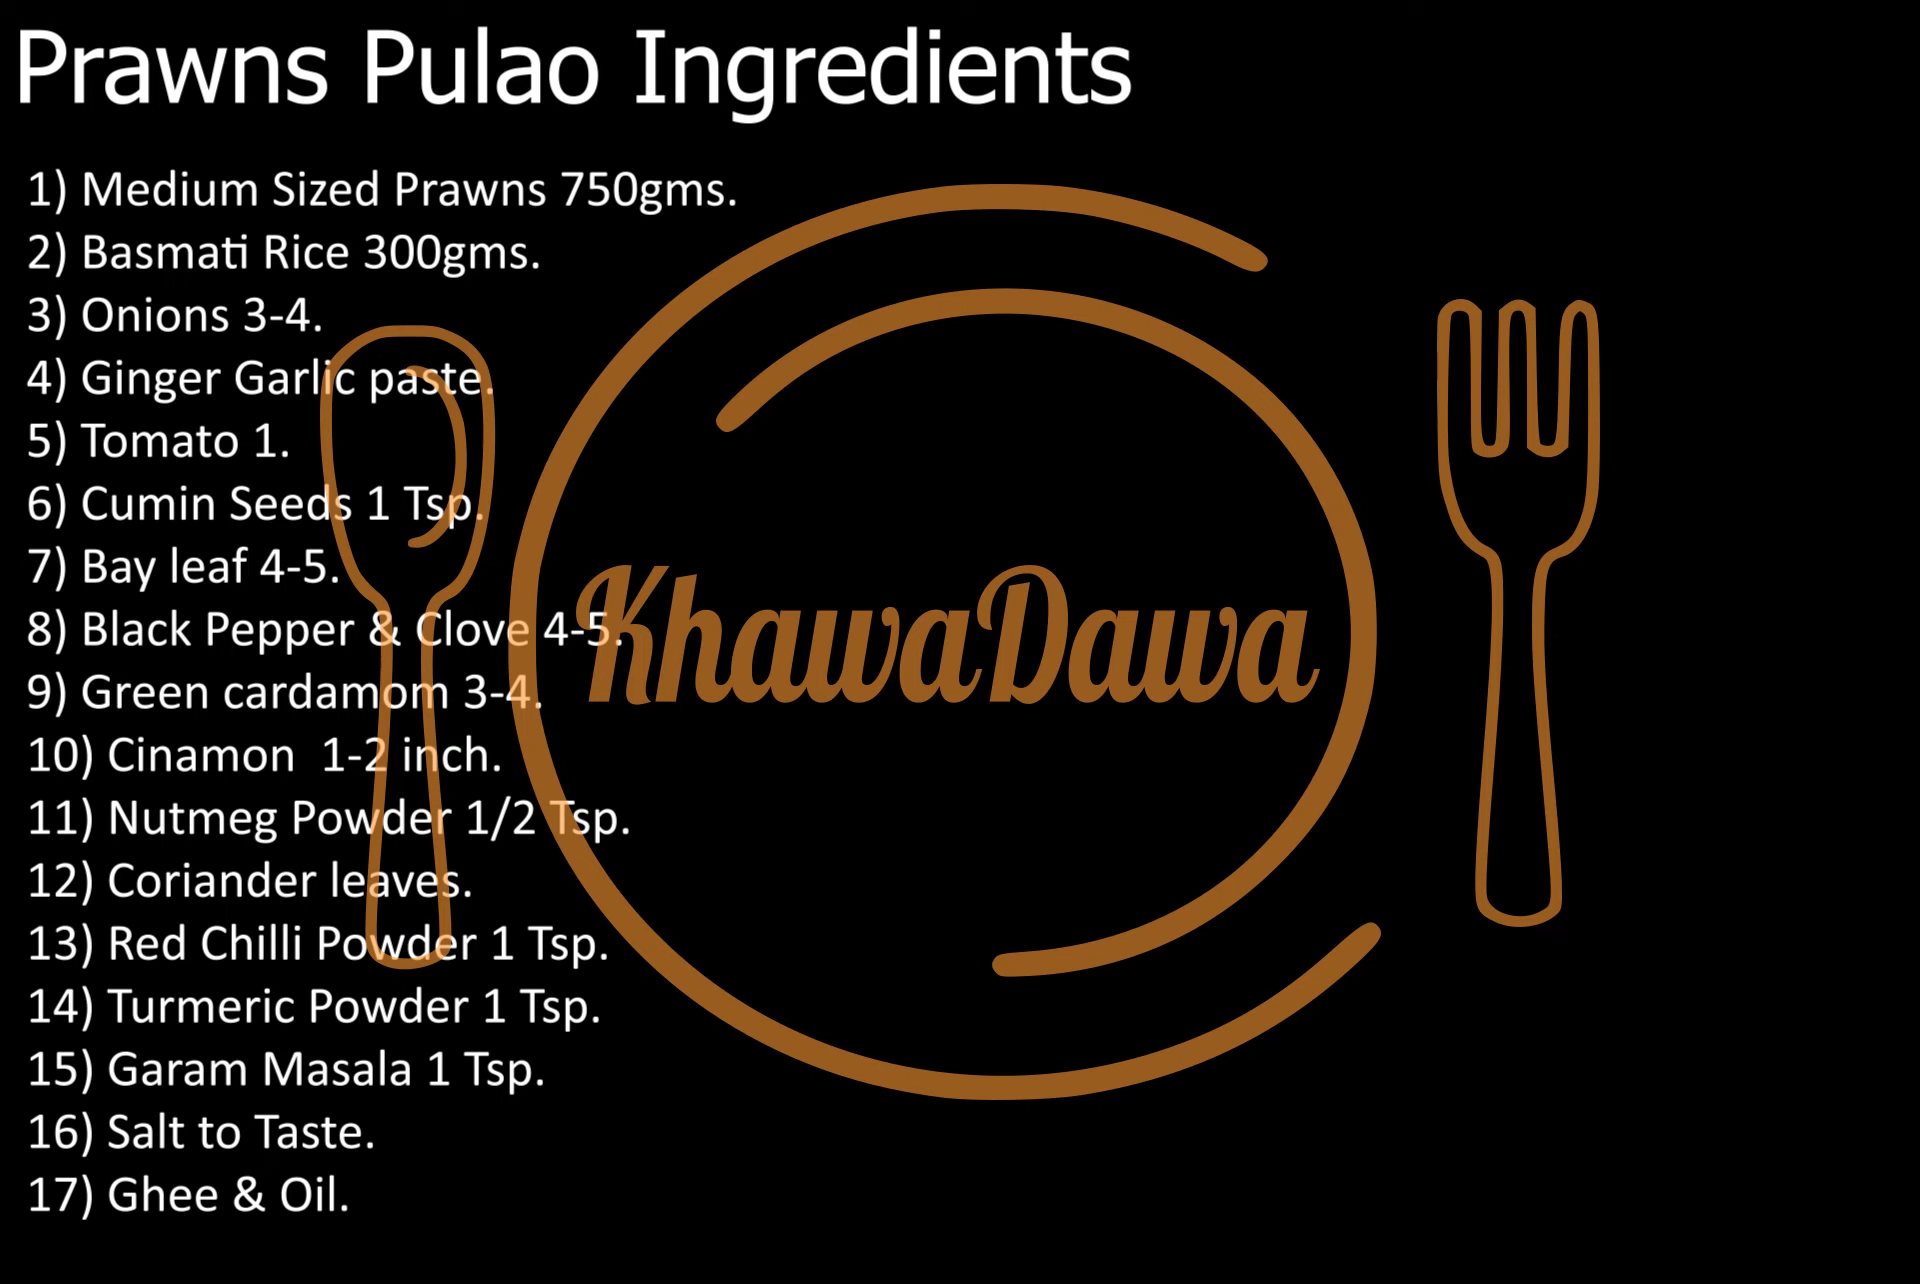 Prawns Pulao Ingredients
1) Medium Sized Prawns 750gms.
2) Basmati Rice 300gms.
3) Onions 3-4.
4) Ginger Garlic paste.
5) Tomato 1.
6) Cumin Seeds 1 Tsp.
7) Bay leaf 4-5.
8) Black Pepper & Clove 4-5.
9) Green cardamom 3-4.
10) Cinamon  1-2 inch.
11) Nutmeg Powder 1/2 Tsp.
12) Coriander leaves.
13) Red Chilli Powder 1 Tsp.
14) Turmeric Powder 1 Tsp.
15) Garam Masala 1 Tsp.
16) Salt to Taste.
17) Ghee & Oil.
KhawaDawa